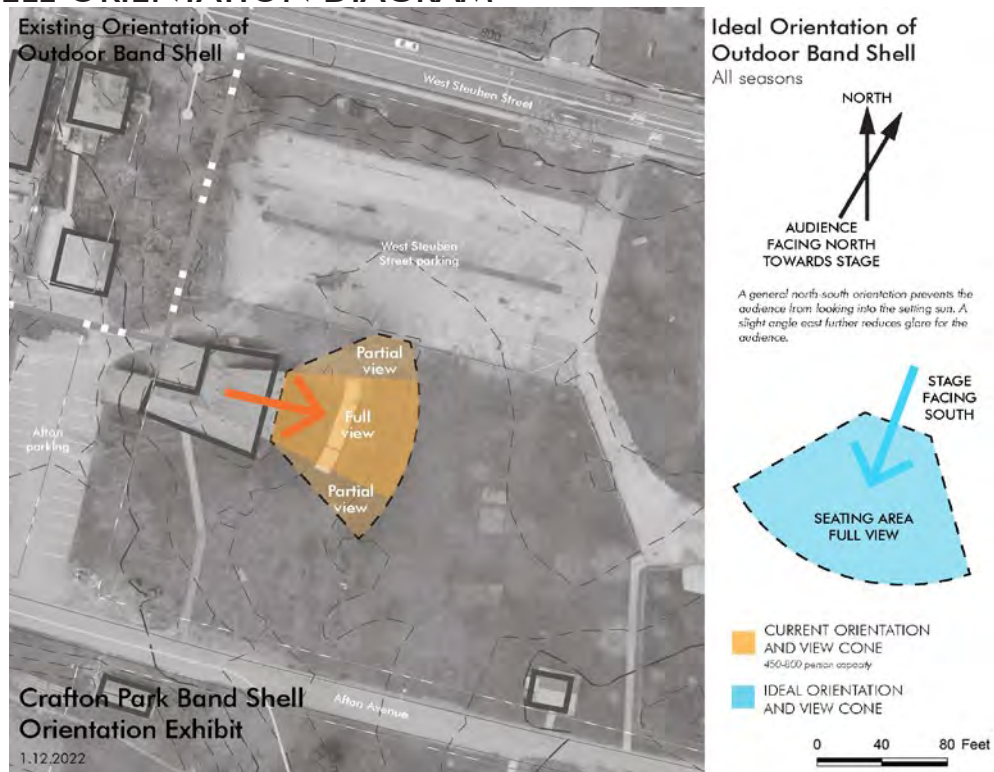 Existing Orientation of
Outdoor Band Shell
West Steuben Street
West Steuben
Street parking
Partial
view
Full
view
Partial
view
Afton
parking
Afton Avenue
Crafton Park Band Shell
Orientation Exhibit
1.12.2022
Ideal Orientation of
Outdoor Band Shell
All seasons
NORTH
AUDIENCE
FACING NORTH
TOWARDS STAGE
A general north-south orientation prevents the
audience from looking into the setting sun. A
slight angle east further reduces glare for the
audience.
STAGE
FACING
SOUTH
SEATING AREA
FULL VIEW
CURRENT ORIENTATION
AND VIEW CONE
450-800 person capacity
IDEAL ORIENTATION
AND VIEW CONE
0 40 80 Feet